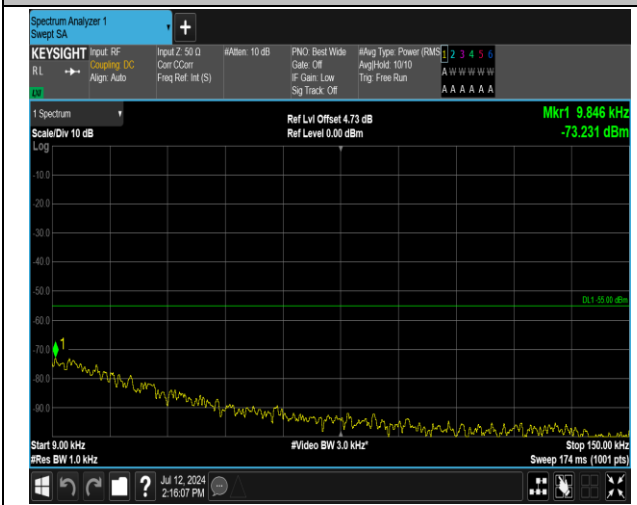 Spectrum Analyzer 1
Swept SA
+
KEYSIGHT
RL
Input: RF
Coupling: DC
Align: Auto
Input Z: 50 Ω
Corr CCorr
Freq Ref: Int (S)
#Atten: 10 dB
PNO: Best Wide
Gate: Off
IF Gain: Low
Sig Track: Off
#Avg Type: Power (RMS
Avg|Hold: 10/10
Trig: Free Run
1 2 3 4 5 6
A W W W W W
A A A A A A
1 Spectrum
Scale/Div 10 dB
Log
Ref Lvl Offset 4.73 dB
Ref Level 0.00 dBm
Mkr1 9.846 kHz
-73.231 dBm
-10.0
-20.0
-30.0
-40.0
-50.0
DL1 -55.00 dBm
-60.0
-70.0
1
-80.0
-90.0
Start 9.00 kHz
#Video BW 3.0 kHz*
Stop 150.00 kHz
#Res BW 1.0 kHz
Sweep 174 ms (1001 pts)
?
Jul 12, 2024
2:16:07 PM